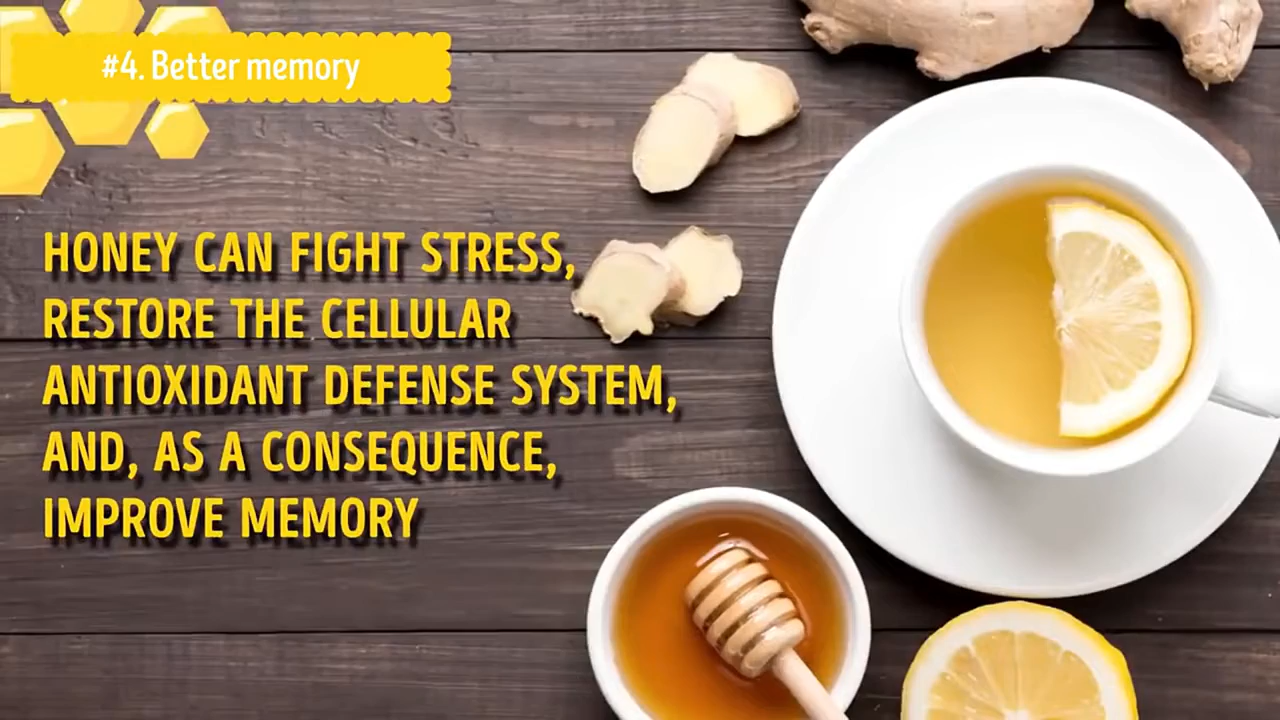 #4. Better memory
HONEY CAN FIGHT STRESS,
RESTORE THE CELLULAR
ANTIOXIDANT DEFENSE SYSTEM,
AND, AS A CONSEQUENCE,
IMPROVE MEMORY